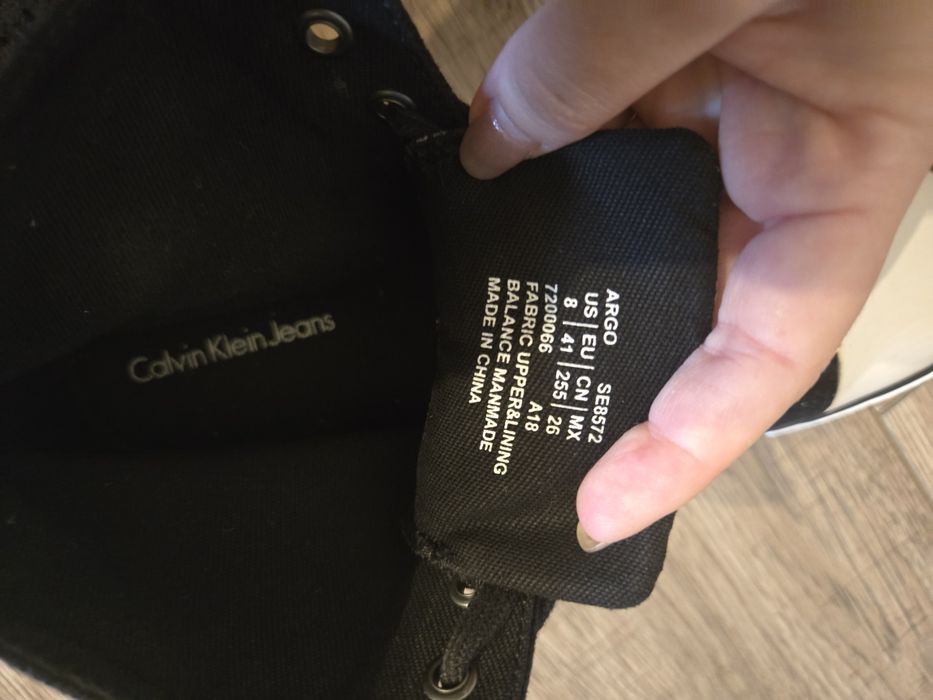 Calvin Klein Jeans
ARGO SE8572
US | EU | CN | MX
8 | 41 | 255 | 26
7200066 A18
FABRIC UPPER&LINING
BALANCE MANMADE
MADE IN CHINA